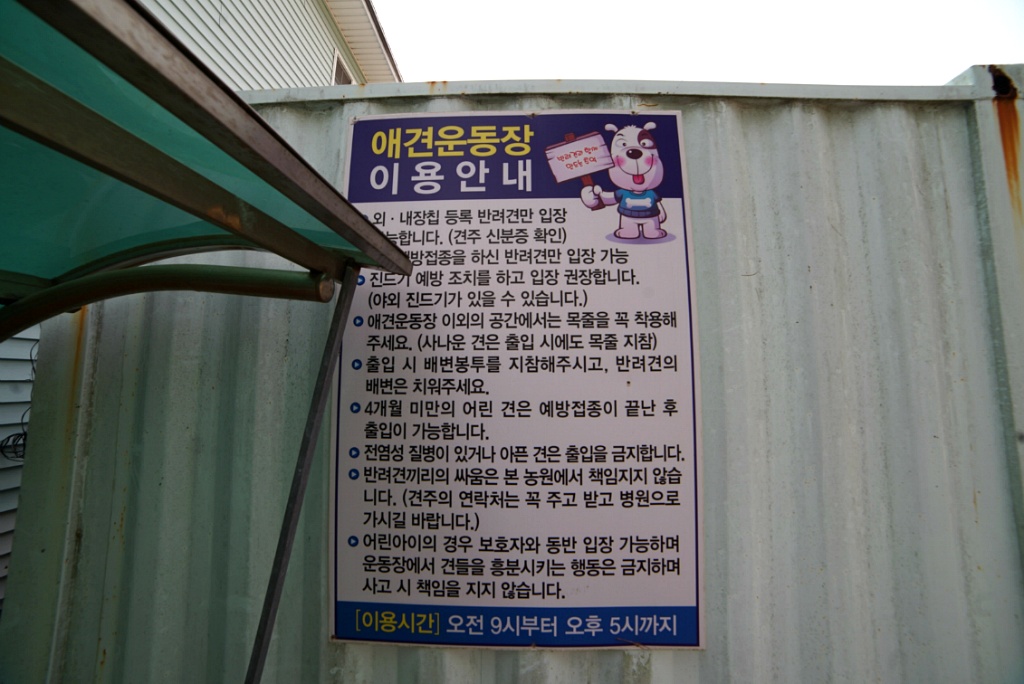 애견운동장
이용안내
외·내장칩 등록 반려견만 입장
합니다. (견주 신분증 확인)
예방접종을 하신 반려견만 입장 가능
진드기 예방 조치를 하고 입장 권장합니다.
(야외 진드기가 있을 수 있습니다.)
애견운동장 이외의 공간에서는 목줄을 꼭 착용해
주세요. (사나운 견은 출입 시에도 목줄 지참)
출입 시 배변봉투를 지참해주시고, 반려견의
배변은 치워주세요.
4개월 미만의 어린 견은 예방접종이 끝난 후
출입이 가능합니다.
전염성 질병이 있거나 아픈 견은 출입을 금지합니다.
반려견끼리의 싸움은 본 농원에서 책임지지 않습
니다. (견주의 연락처는 꼭 주고 받고 병원으로
가시길 바랍니다.)
어린아이의 경우 보호자와 동반 입장 가능하며
운동장에서 견들을 흥분시키는 행동은 금지하며
사고 시 책임을 지지 않습니다.
[이용시간] 오전 9시부터 오후 5시까지